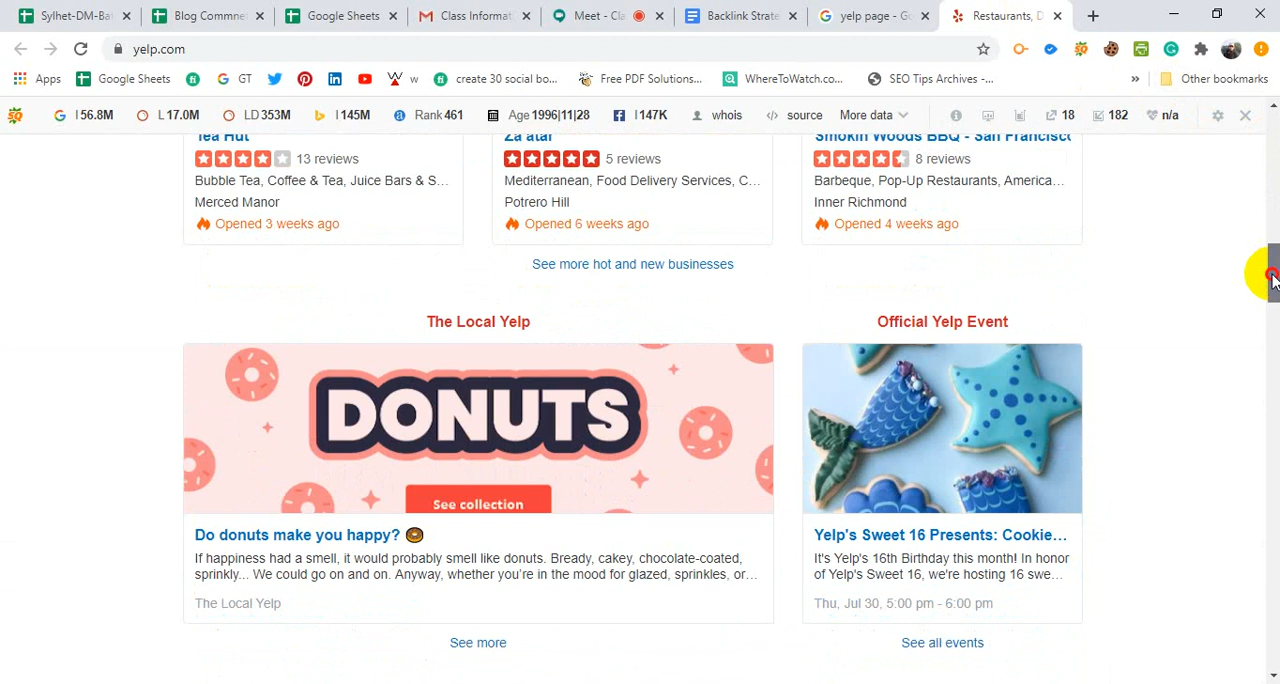 Sylhet-DM-Bat
Blog Commne
Google Sheets
Class Informat
Meet - Cla
Backlink Strate
yelp page - Go
Restaurants, D
yelp.com
Apps
Google Sheets
GT
w
create 30 social bo...
Free PDF Solutions...
WhereToWatch.co...
SEO Tips Archives -...
»
Other bookmarks
I 56.8M
L 17.0M
LD 353M
I 145M
Rank 461
Age 1996|11|28
I 147K
whois
source
More data
18
182
n/a
Tea Hut
Za'atar
Smokin Woods BBQ - San Francisco
13 reviews
5 reviews
8 reviews
Bubble Tea, Coffee & Tea, Juice Bars & S...
Mediterranean, Food Delivery Services, C...
Barbeque, Pop-Up Restaurants, America...
Merced Manor
Potrero Hill
Inner Richmond
Opened 3 weeks ago
Opened 6 weeks ago
Opened 4 weeks ago
See more hot and new businesses
The Local Yelp
Official Yelp Event
DONUTS
See collection
Do donuts make you happy? 🍩
If happiness had a smell, it would probably smell like donuts. Bready, cakey, chocolate-coated,
sprinkly... We could go on and on. Anyway, whether you're in the mood for glazed, sprinkles, or...
The Local Yelp
See more
Yelp's Sweet 16 Presents: Cookie...
It's Yelp's 16th Birthday this month! In honor
of Yelp's Sweet 16, we're hosting 16 swe...
Thu, Jul 30, 5:00 pm - 6:00 pm
See all events